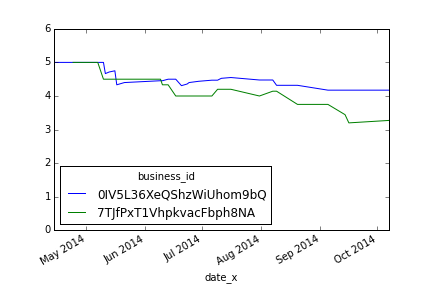 6
5
4
3
2
1
0
business_id
0IV5L36XeQShzWiUhom9bQ
7TJfPxT1VhpkvacFbph8NA
May 2014
Jun 2014
Jul 2014
Aug 2014
Sep 2014
Oct 2014
date_x